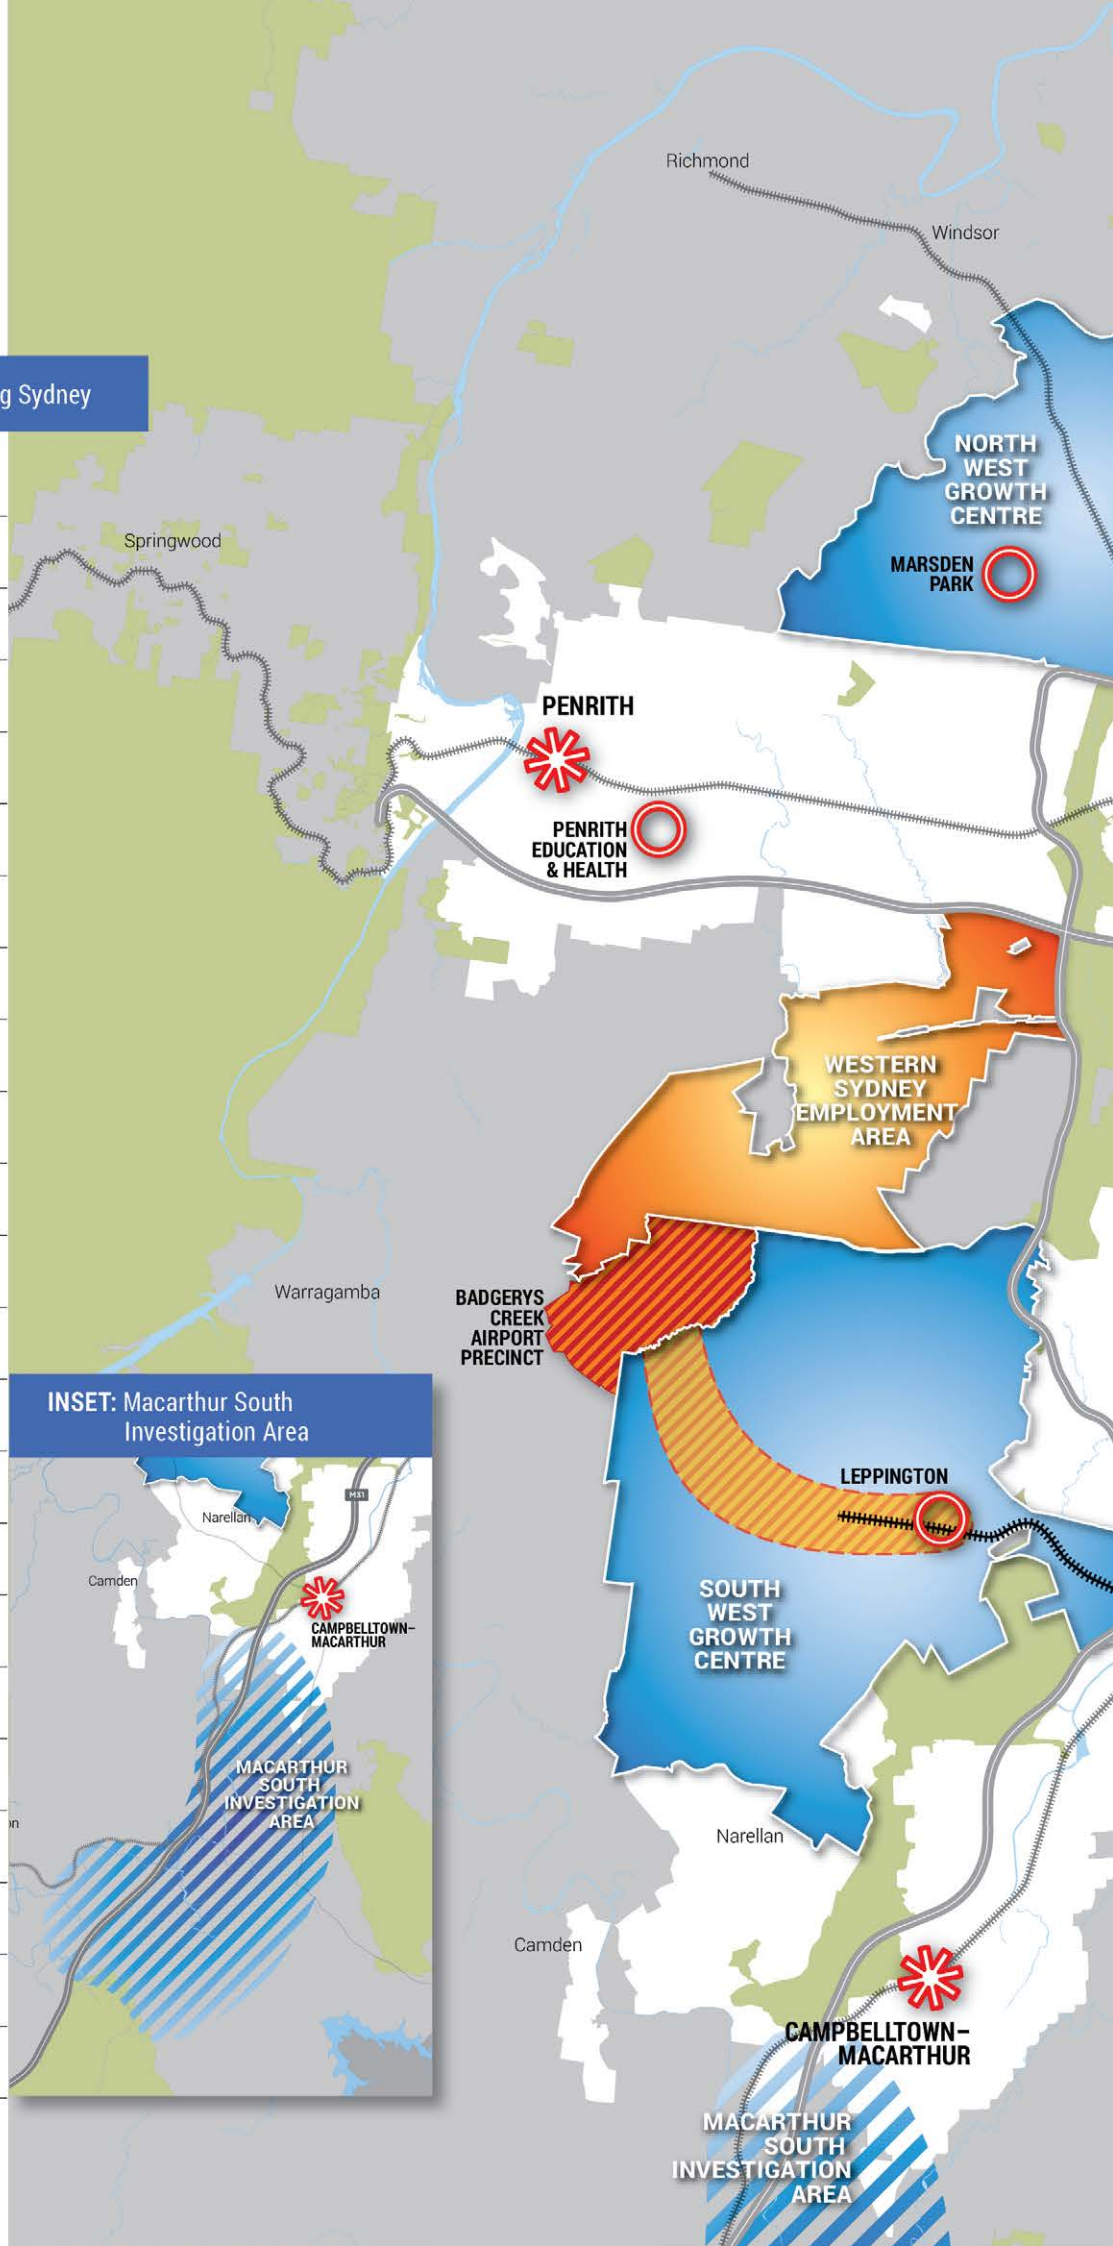 Richmond
Windsor
g Sydney
NORTH
WEST
GROWTH
CENTRE
Springwood
MARSDEN
PARK
PENRITH
PENRITH
EDUCATION
& HEALTH
WESTERN
SYDNEY
EMPLOYMENT
AREA
Warragamba
BADGERYS
CREEK
AIRPORT
PRECINCT
INSET: Macarthur South
Investigation Area
M31
Narellan
Camden
CAMPBELLTOWN–
MACARTHUR
MACARTHUR
SOUTH
INVESTIGATION
AREA
on
LEPPINGTON
SOUTH
WEST
GROWTH
CENTRE
Narellan
Camden
CAMPBELLTOWN–
MACARTHUR
MACARTHUR
SOUTH
INVESTIGATION
AREA